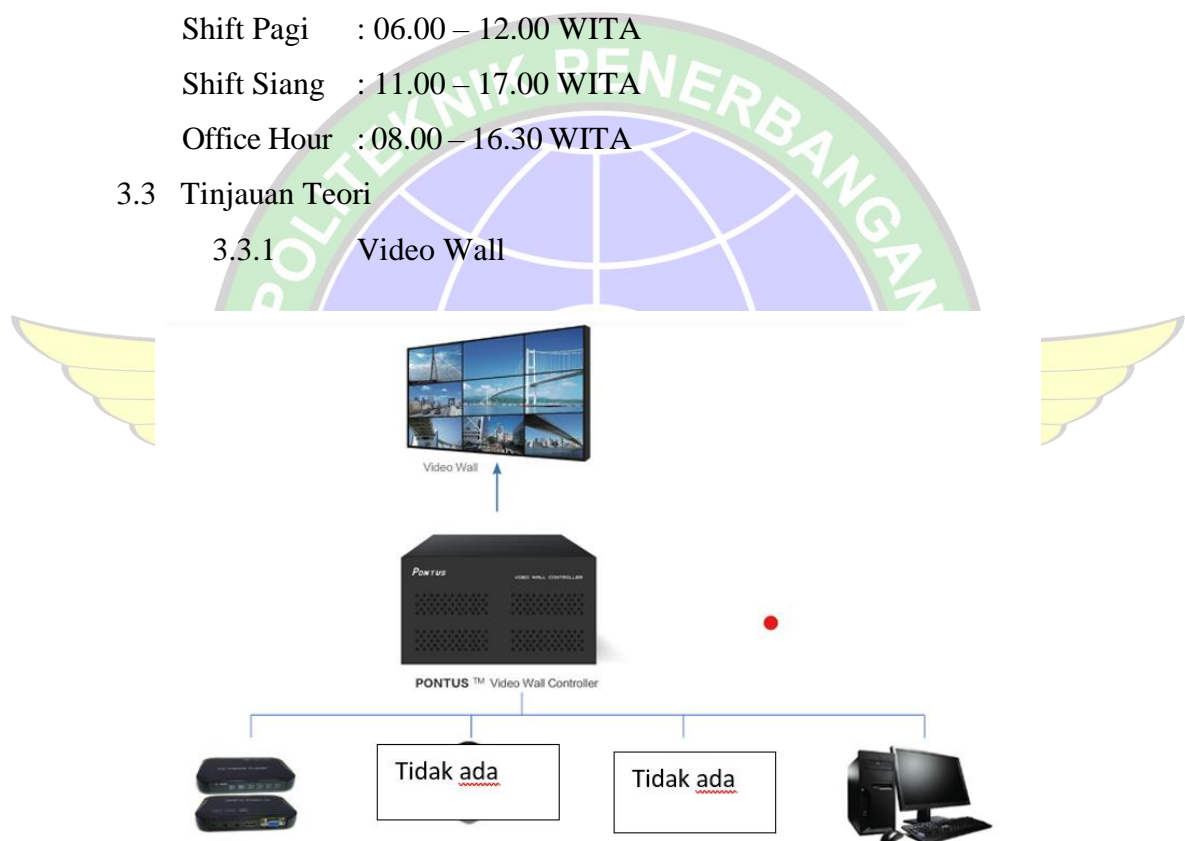 Shift Pagi : 06.00 – 12.00 WITA
Shift Siang : 11.00 – 17.00 WITA
Office Hour : 08.00 – 16.30 WITA
3.3 Tinjauan Teori
3.3.1 Video Wall
POLITEKNIK PENERBANGAN
Video Wall
PONTUS
VIDEO WALL CONTROLLER
PONTUS TM Video Wall Controller
Tidak ada
Tidak ada